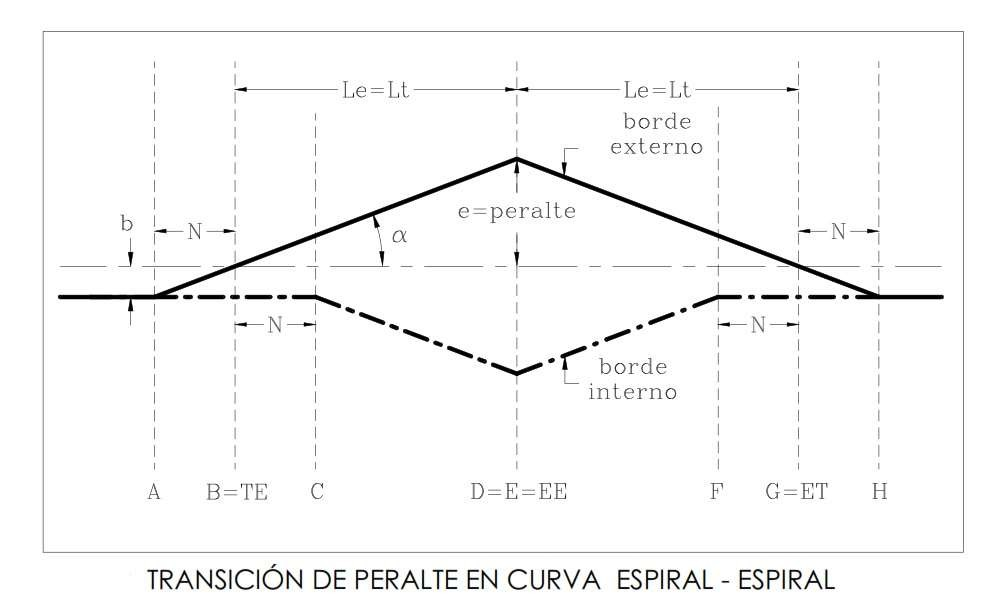 Le=Lt
Le=Lt
borde
externo
b
N
α
e=peralte
N
N
N
borde
interno
A
B=TE
C
D=E=EE
F
G=ET
H
TRANSICIÓN DE PERALTE EN CURVA ESPIRAL - ESPIRAL